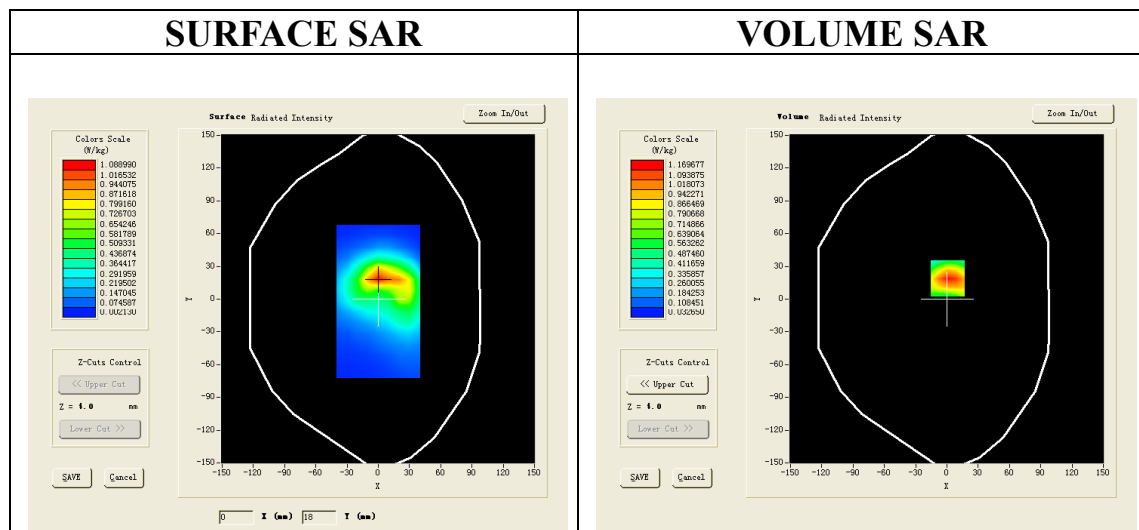 SURFACE SAR
VOLUME SAR
Surface Radiated Intensity
Zoom In/Out
Colors Scale
(W/kg)
1.088990
1.016532
0.944075
0.871618
0.799160
0.726703
0.654246
0.581789
0.509331
0.436874
0.364417
0.291959
0.219502
0.147045
0.074587
0.002130
Z-Cuts Control
<< Upper Cut
Z = 4.0 mm
Lower Cut >>
SAVE Cancel
150
120
90
60
30
0
-30
-60
-90
-120
-150
Y
-150 -120 -90 -60 -30 0 30 60 90 120 150
X
0 X (mm) 18 Y (mm)
Volume Radiated Intensity
Zoom In/Out
Colors Scale
(W/kg)
1.169677
1.093875
1.018073
0.942271
0.866469
0.790668
0.714866
0.639064
0.563262
0.487460
0.411659
0.335857
0.260055
0.184253
0.108451
0.032650
Z-Cuts Control
<< Upper Cut
Z = 4.0 mm
Lower Cut >>
SAVE Cancel
150
120
90
60
30
0
-30
-60
-90
-120
-150
Y
-150 -120 -90 -60 -30 0 30 60 90 120 150
X